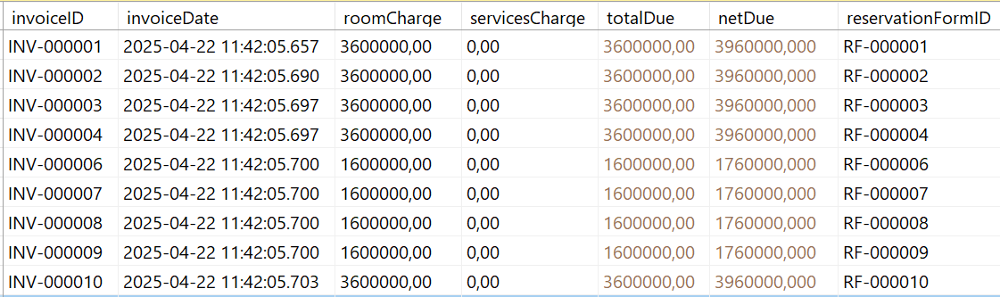 invoiceID invoiceDate roomCharge servicesCharge totalDue netDue reservationFormID
INV-000001 2025-04-22 11:42:05.657 3600000,00 0,00 3600000,00 3960000,000 RF-000001
INV-000002 2025-04-22 11:42:05.690 3600000,00 0,00 3600000,00 3960000,000 RF-000002
INV-000003 2025-04-22 11:42:05.697 3600000,00 0,00 3600000,00 3960000,000 RF-000003
INV-000004 2025-04-22 11:42:05.697 3600000,00 0,00 3600000,00 3960000,000 RF-000004
INV-000006 2025-04-22 11:42:05.700 1600000,00 0,00 1600000,00 1760000,000 RF-000006
INV-000007 2025-04-22 11:42:05.700 1600000,00 0,00 1600000,00 1760000,000 RF-000007
INV-000008 2025-04-22 11:42:05.700 1600000,00 0,00 1600000,00 1760000,000 RF-000008
INV-000009 2025-04-22 11:42:05.700 1600000,00 0,00 1600000,00 1760000,000 RF-000009
INV-000010 2025-04-22 11:42:05.703 3600000,00 0,00 3600000,00 3960000,000 RF-000010